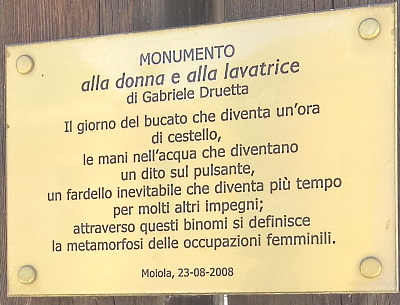 MONUMENTO
alla donna e alla lavatrice
di Gabriele Druetta
Il giorno del bucato che diventa un'ora
di cestello,
le mani nell'acqua che diventano
un dito sul pulsante,
un fardello inevitabile che diventa più tempo
per molti altri impegni;
attraverso questi binomi si definisce
la metamorfosi delle occupazioni femminili.
Moiola, 23-08-2008